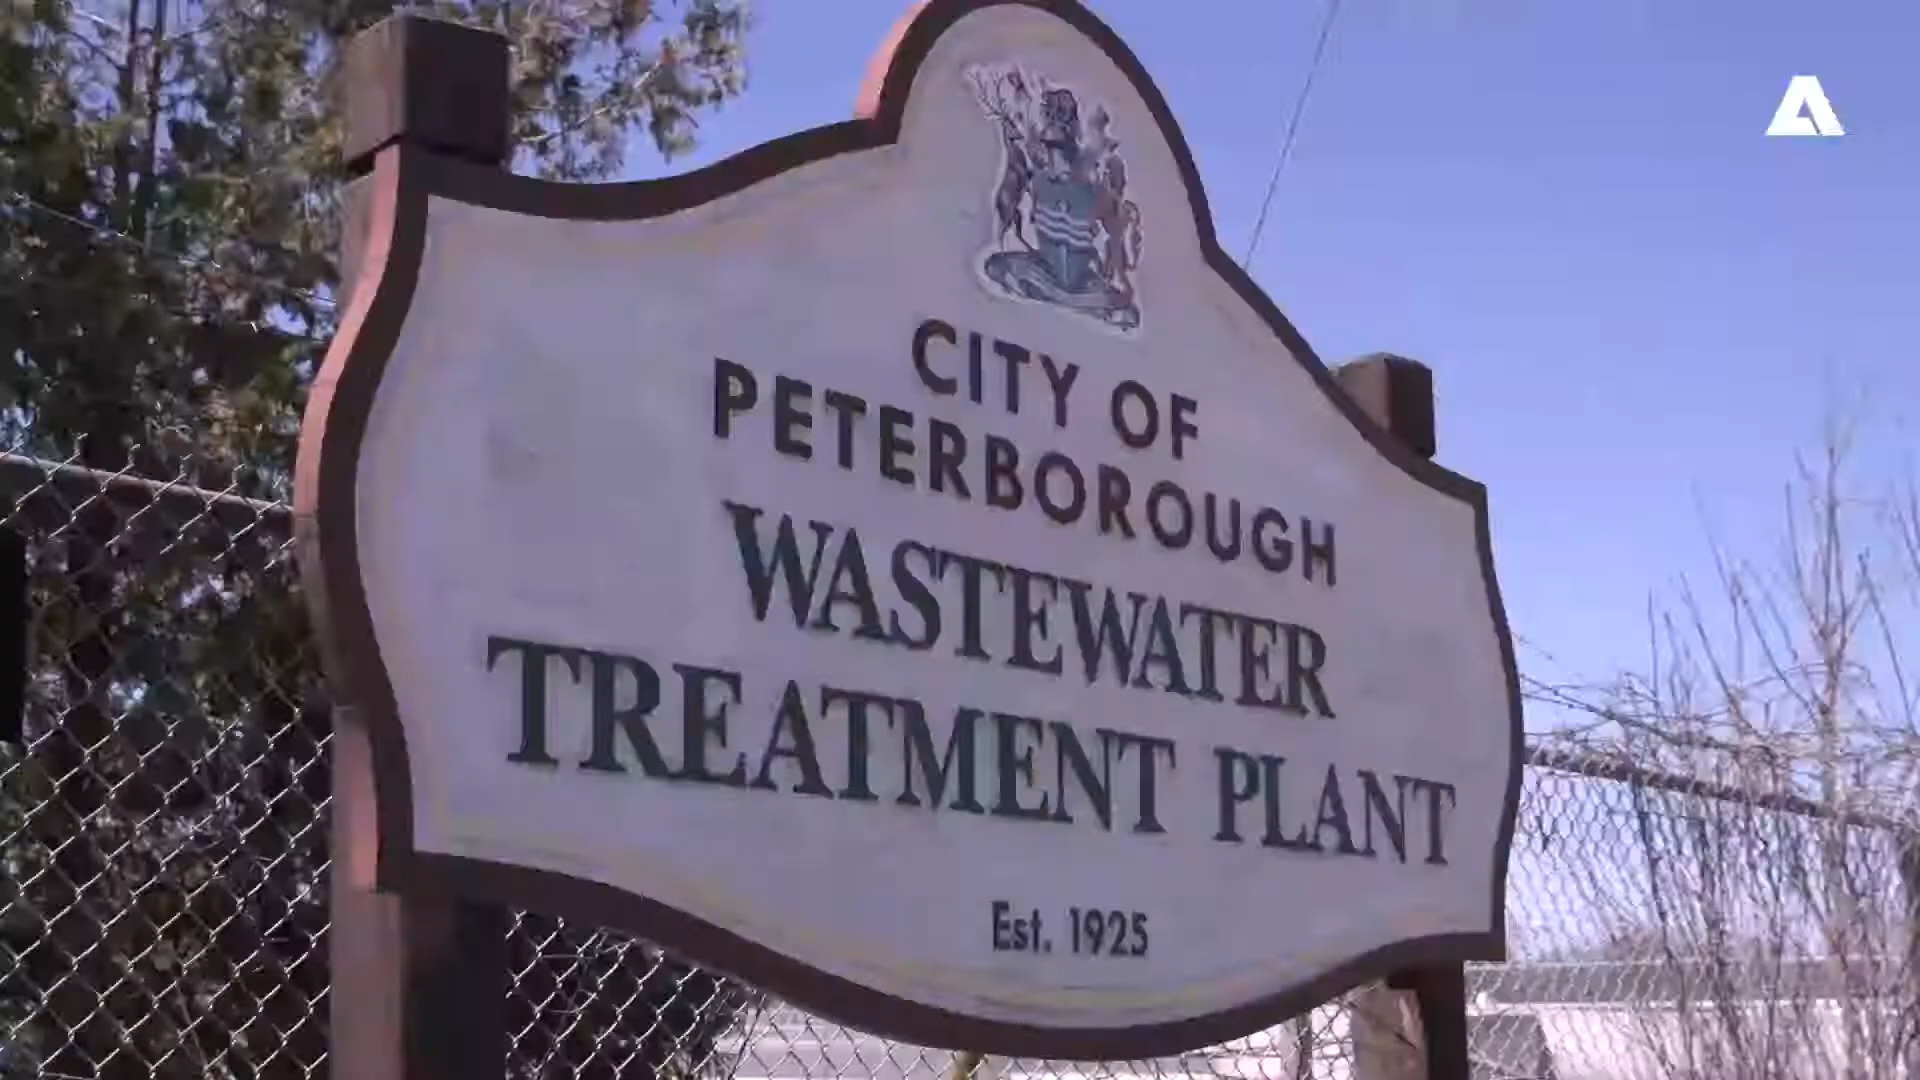 CITY OF
PETERBOROUGH
WASTEWATER
TREATMENT PLANT
Est. 1925